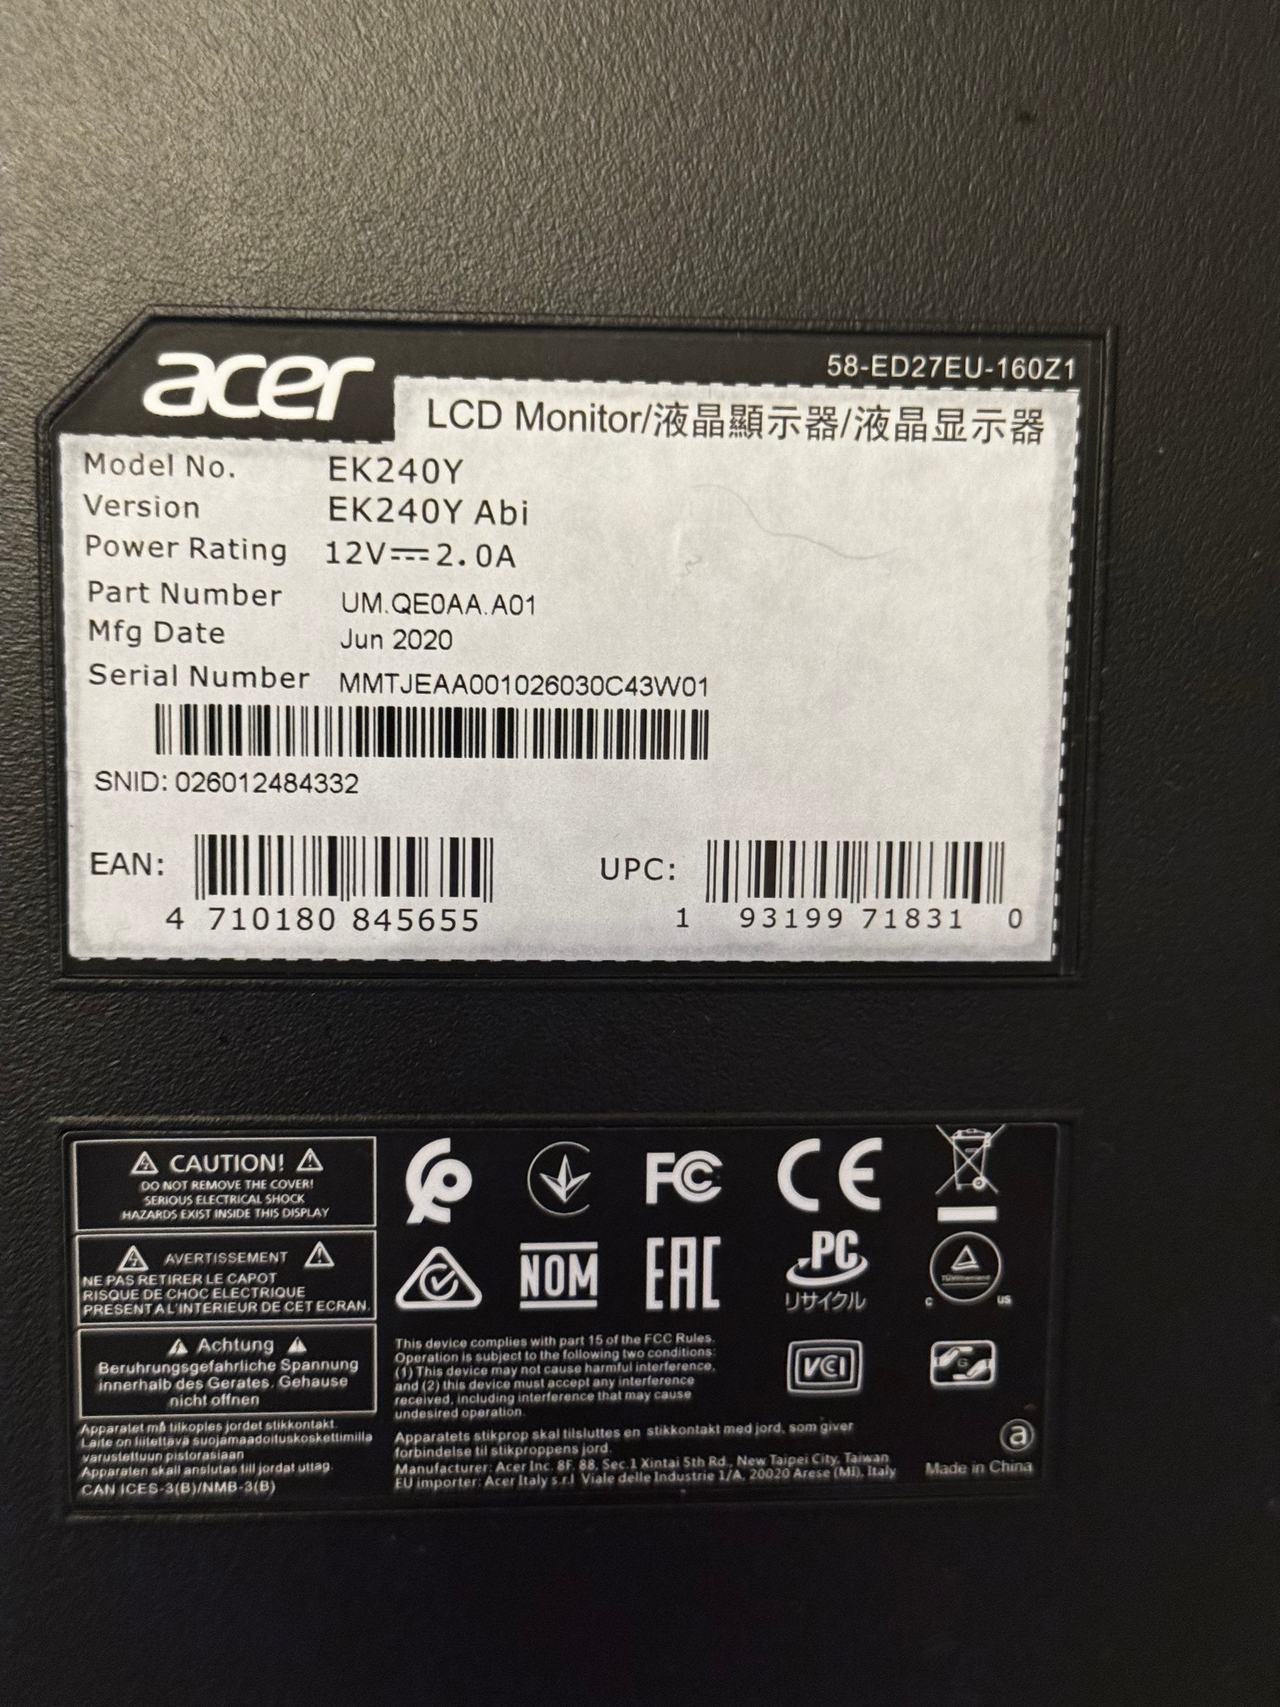 acer
58-ED27EU-160Z1
LCD Monitor/液晶顯示器/液晶显示器
Model No. EK240Y
Version EK240Y Abi
Power Rating 12V⎓2.0A
Part Number UM.QE0AA.A01
Mfg Date Jun 2020
Serial Number MMTJEAA001026030C43W01
SNID: 026012484332
EAN: 4 710180 845655
UPC: 1 93199 71831 0
CAUTION!
DO NOT REMOVE THE COVER!
SERIOUS ELECTRICAL SHOCK
HAZARDS EXIST INSIDE THIS DISPLAY
AVERTISSEMENT
NE PAS RETIRER LE CAPOT
RISQUE DE CHOC ELECTRIQUE
PRESENT A L'INTERIEUR DE CET ECRAN.
Achtung
Beruhrungsgefahrliche Spannung
innerhalb des Gerates. Gehause
nicht offnen
Apparatet må tilkoples jordet stikkontakt.
Laite on liitettävä suojamaadoituskoskettimilla
varustettuun pistorasiaan
Apparaten skall anslutas till jordat uttag.
CAN ICES-3(B)/NMB-3(B)
FC CE
NOM EAC PC
リサイクル
TÜVRheinland
C US
This device complies with part 15 of the FCC Rules.
Operation is subject to the following two conditions:
(1) This device may not cause harmful interference,
and (2) this device must accept any interference
received, including interference that may cause
undesired operation.
VCI
G
Apparatets stikprop skal tilsluttes en stikkontakt med jord, som giver
forbindelse til stikproppens jord.
Manufacturer: Acer Inc. 8F, 88, Sec.1 Xintai 5th Rd., New Taipei City, Taiwan
EU importer: Acer Italy s.r.l Viale delle Industrie 1/A, 20020 Arese (MI), Italy
a
Made in China